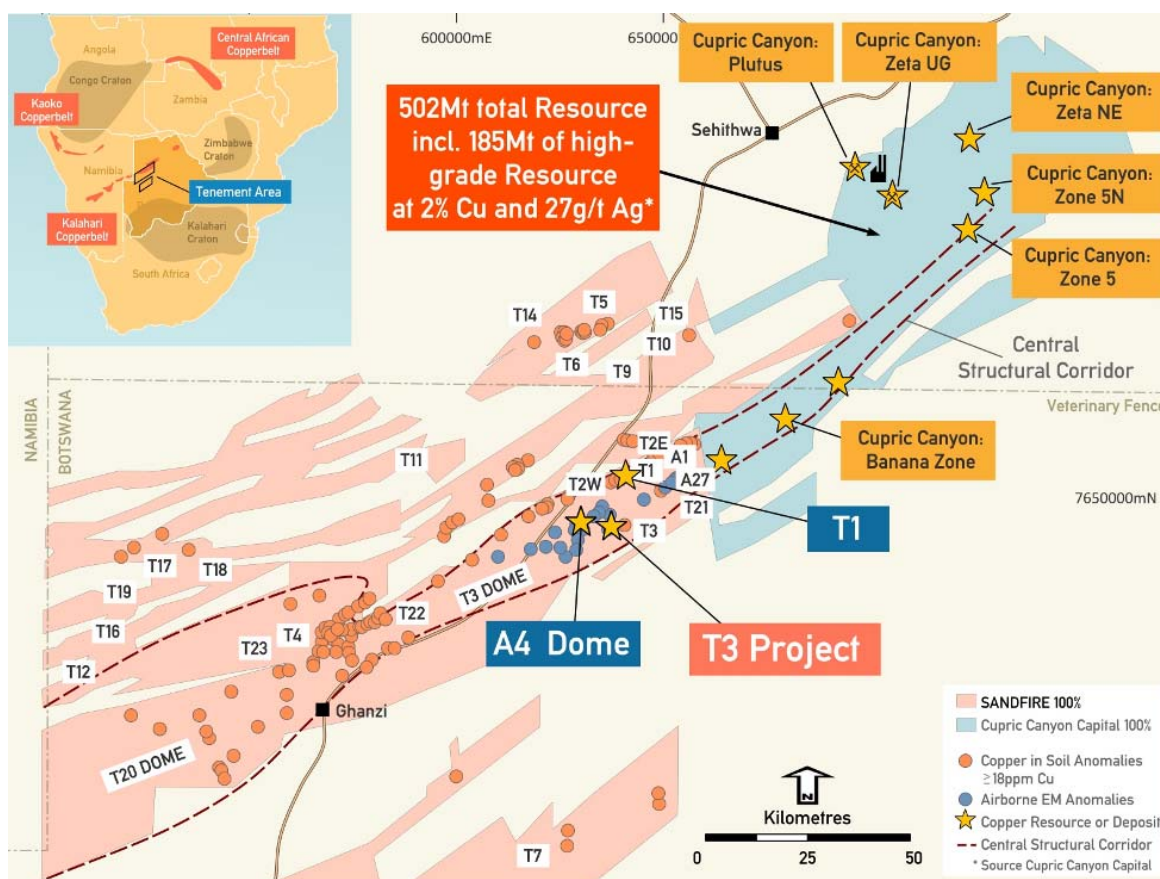 Angola
Congo Craton
Central African
Copperbelt
Zambia
Kaoko
Copperbelt
Zimbabwe
Craton
Namibia
Tenement Area
Kalahari
Copperbelt
Kalahari
Craton
South Africa
600000mE
650000
Cupric Canyon:
Plutus
Cupric Canyon:
Zeta UG
Cupric Canyon:
Zeta NE
502Mt total Resource
incl. 185Mt of high-
grade Resource
at 2% Cu and 27g/t Ag*
Sehithwa
Cupric Canyon:
Zone 5N
Cupric Canyon:
Zone 5
T14
T5
T15
T6
T9
T10
Central
Structural Corridor
NAMIBIA
BOTSWANA
Veterinary Fence
Cupric Canyon:
Banana Zone
T11
T2E
A1
T1
T2W
A27
T21
7650000mN
T1
T3
T17
T18
T19
T16
T12
T3 DOME
T22
T4
T23
A4 Dome
T3 Project
Ghanzi
T20 DOME
T7
N
Kilometres
0 25 50
SANDFIRE 100%
Cupric Canyon Capital 100%
Copper in Soil Anomalies
≥18ppm Cu
Airborne EM Anomalies
Copper Resource or Deposit
Central Structural Corridor
* Source Cupric Canyon Capital